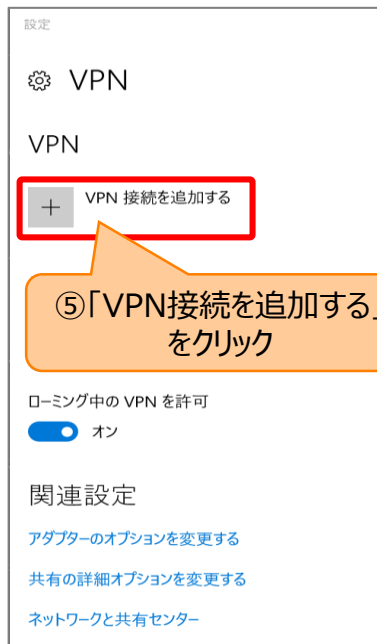 設定
VPN
VPN
VPN 接続を追加する
⑤「VPN接続を追加する」
をクリック
ローミング中の VPN を許可
オン
関連設定
アダプターのオプションを変更する
共有の詳細オプションを変更する
ネットワークと共有センター